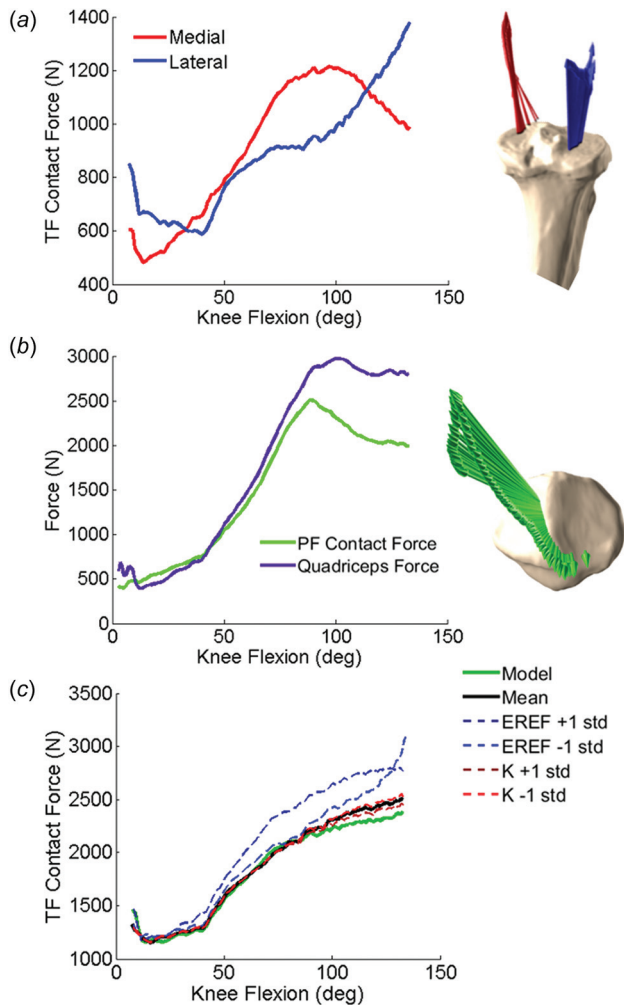 (a)
1400
1200
1000
800
600
400
TF Contact Force (N)
Medial
Lateral
0
50
100
150
Knee Flexion (deg)
(b)
3000
2500
2000
1500
1000
500
0
Force (N)
PF Contact Force
Quadriceps Force
0
50
100
150
Knee Flexion (deg)
(c)
3500
3000
2500
2000
1500
1000
TF Contact Force (N)
0
50
100
150
Knee Flexion (deg)
Model
Mean
EREF +1 std
EREF -1 std
K +1 std
K -1 std